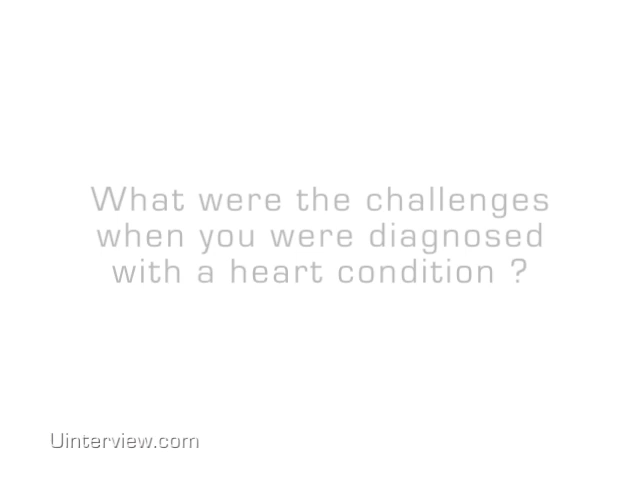 What were the challenges
when you were diagnosed
with a heart condition ?
Uinterview.com